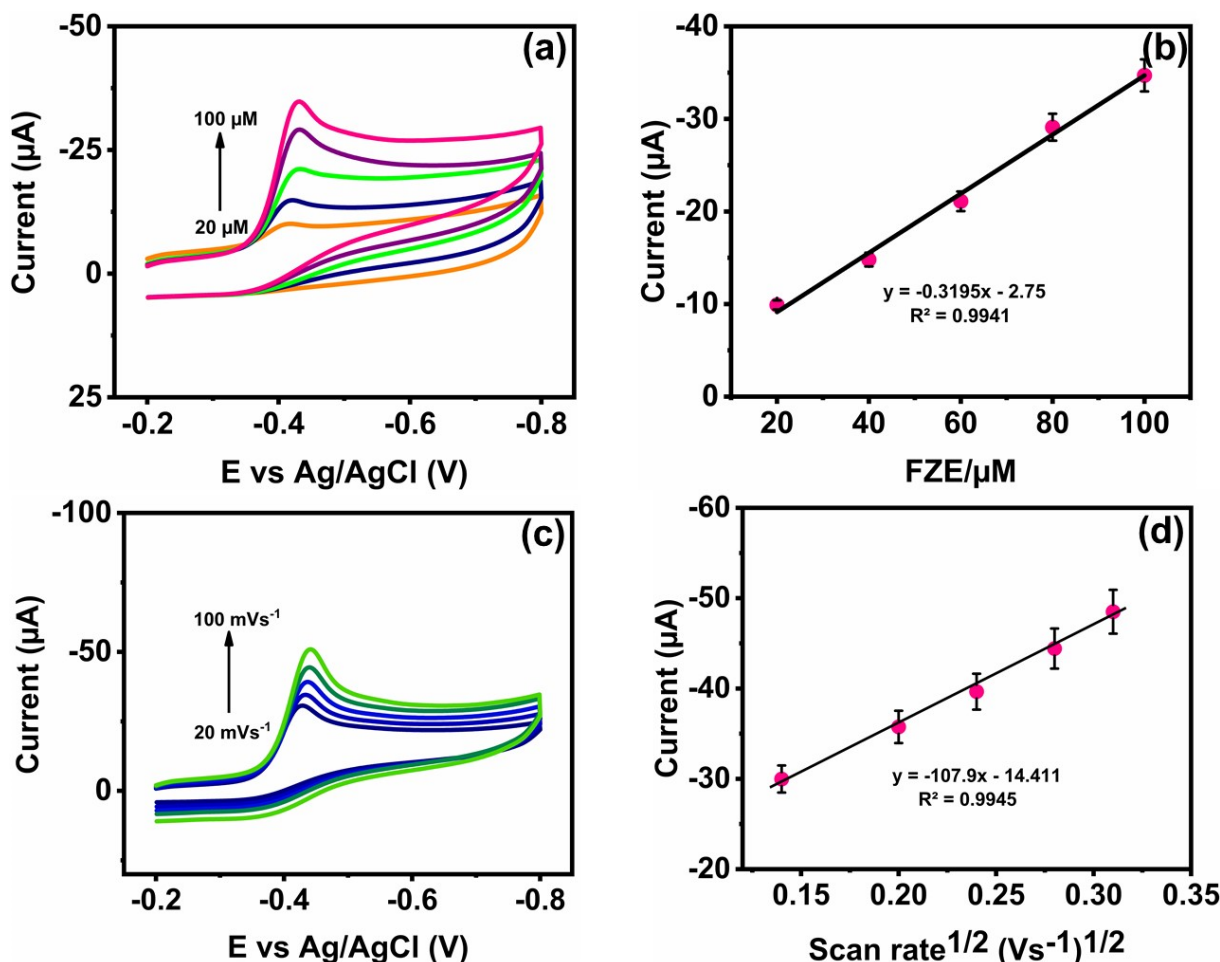 (a)
-50
-25
0
25
Current (µA)
100 µM
20 µM
-0.2
-0.4
-0.6
-0.8
E vs Ag/AgCl (V)
(b)
-40
-30
-20
-10
0
Current (µA)
y = -0.3195x - 2.75
R² = 0.9941
20
40
60
80
100
FZE/µM
(c)
-100
-50
0
Current (µA)
100 mVs⁻¹
20 mVs⁻¹
-0.2
-0.4
-0.6
-0.8
E vs Ag/AgCl (V)
(d)
-60
-50
-40
-30
-20
Current (µA)
y = -107.9x - 14.411
R² = 0.9945
0.15
0.20
0.25
0.30
0.35
Scan rate^1/2 (Vs⁻¹)^1/2